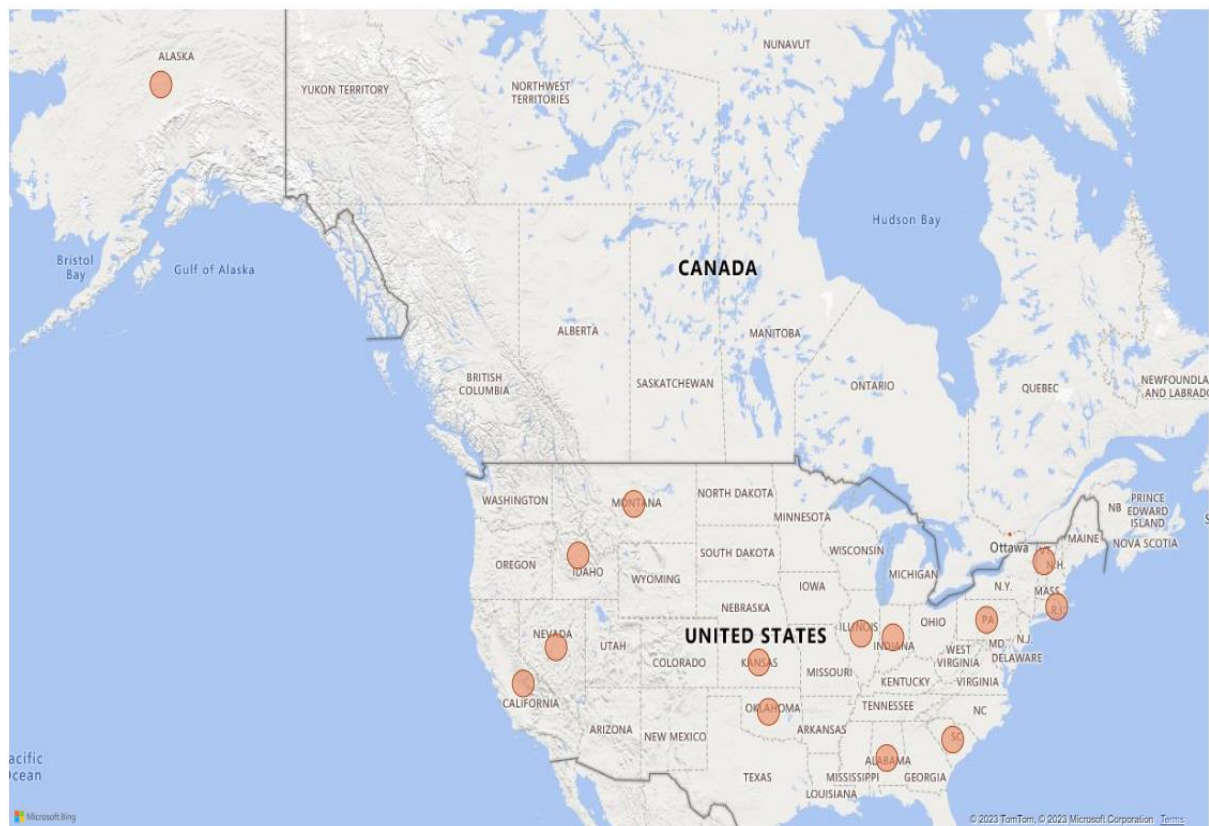 ALASKA
NUNAVUT
YUKON TERRITORY
NORTHWEST
TERRITORIES
Hudson Bay
Bristol
Bay
Gulf of Alaska
CANADA
ALBERTA
MANITOBA
BRITISH
COLUMBIA
SASKATCHEWAN
ONTARIO
QUEBEC
NEWFOUNDLA
AND LABRADO
WASHINGTON
MONTANA
NORTH DAKOTA
MINNESOTA
NB
PRINCE
EDWARD
ISLAND
NOVA SCOTIA
MAINE
Ottawa
VT.
N.H.
OREGON
IDAHO
WYOMING
SOUTH DAKOTA
WISCONSIN
MICHIGAN
IOWA
N.Y.
MASS
R.I.
NEBRASKA
NEVADA
UTAH
UNITED STATES
ILLINOIS
INDIANA
OHIO
PA
MD.
N.J.
COLORADO
KANSAS
MISSOURI
WEST
VIRGINIA
DELAWARE
KENTUCKY
VIRGINIA
CALIFORNIA
ARIZONA
NEW MEXICO
OKLAHOMA
ARKANSAS
TENNESSEE
NC
SC
TEXAS
MISSISSIPPI
ALABAMA
GEORGIA
LOUISIANA
acific
Ocean
Microsoft Bing
© 2023 TomTom, © 2023 Microsoft Corporation Terms